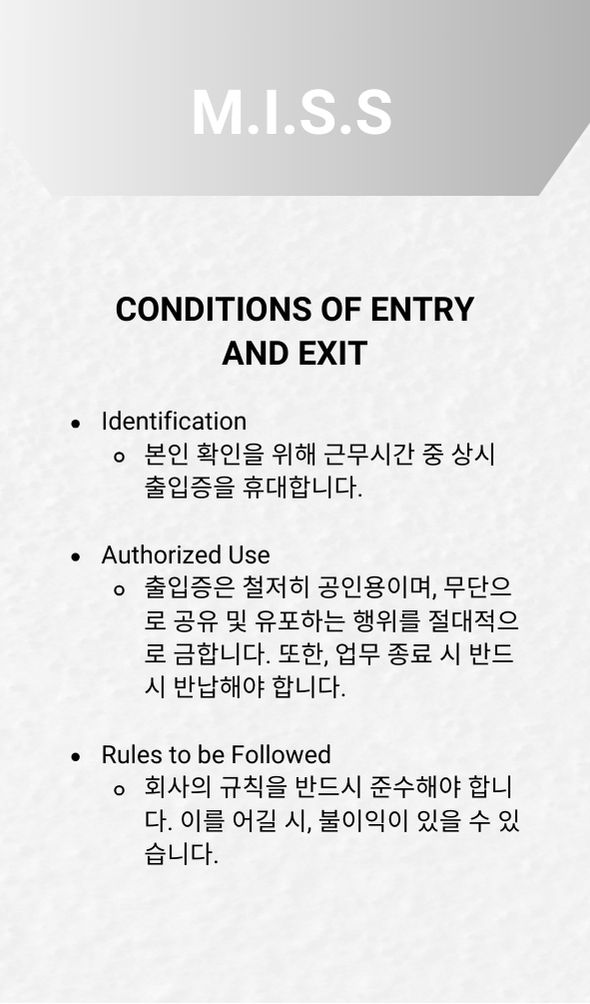 M.I.S.S
CONDITIONS OF ENTRY
AND EXIT
• Identification
○ 본인 확인을 위해 근무시간 중 상시
출입증을 휴대합니다.
• Authorized Use
○ 출입증은 철저히 공인용이며, 무단으
로 공유 및 유포하는 행위를 절대적으
로 금합니다. 또한, 업무 종료 시 반드
시 반납해야 합니다.
• Rules to be Followed
○ 회사의 규칙을 반드시 준수해야 합니
다. 이를 어길 시, 불이익이 있을 수 있
습니다.